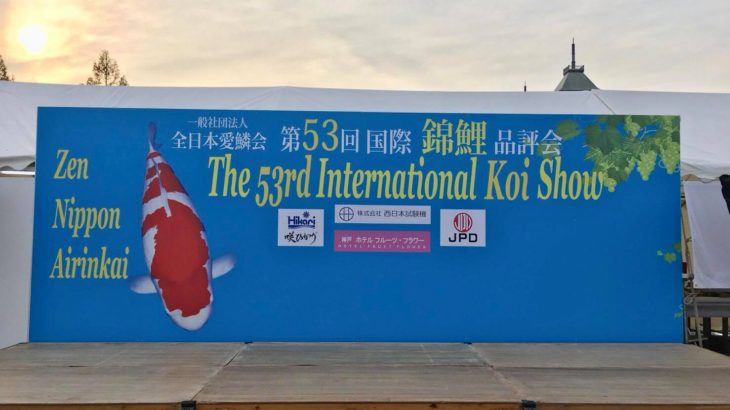 一般社団法人
全日本愛鱗会 第53回 国際 錦鯉 品評会
The 53rd International Koi Show
Zen
Nippon
Airinkai
Hikari
咲ひかり
株式会社 西日本試験機
神戸 ホテル フルーツ・フラワー
HOTEL FRUIT FLOWER
JPD